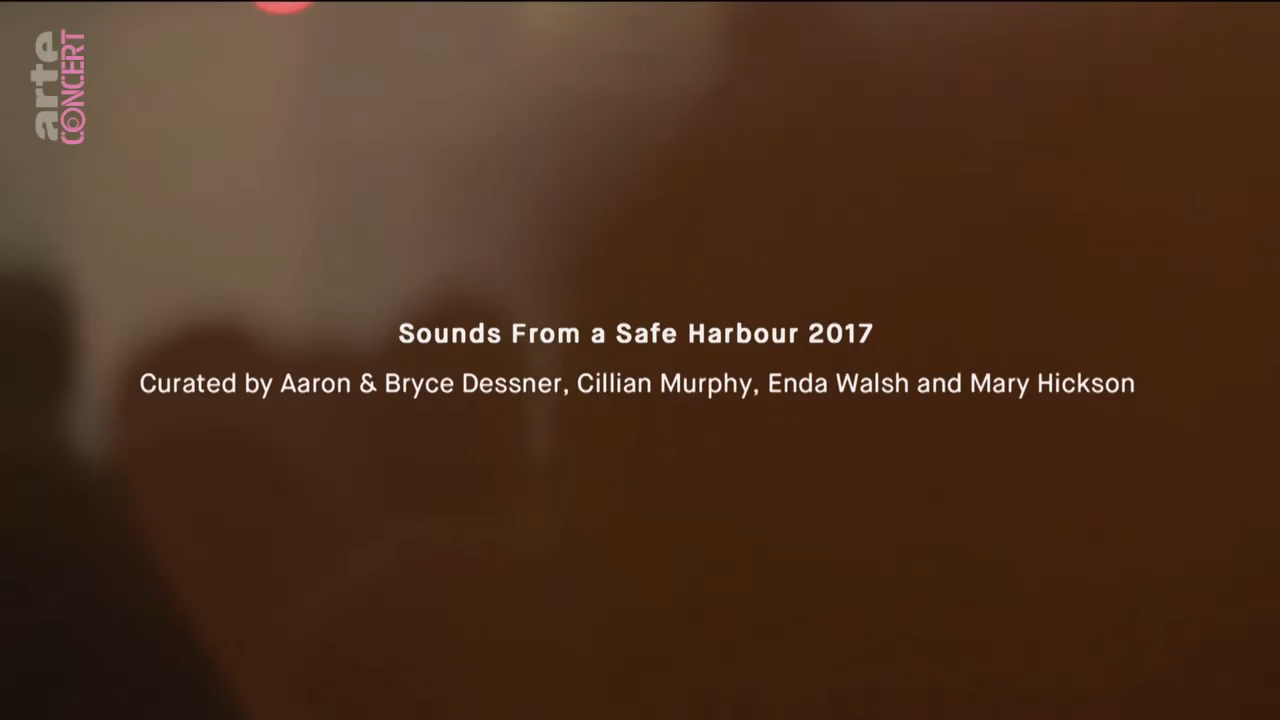 arte
CONCERT
Sounds From a Safe Harbour 2017
Curated by Aaron & Bryce Dessner, Cillian Murphy, Enda Walsh and Mary Hickson